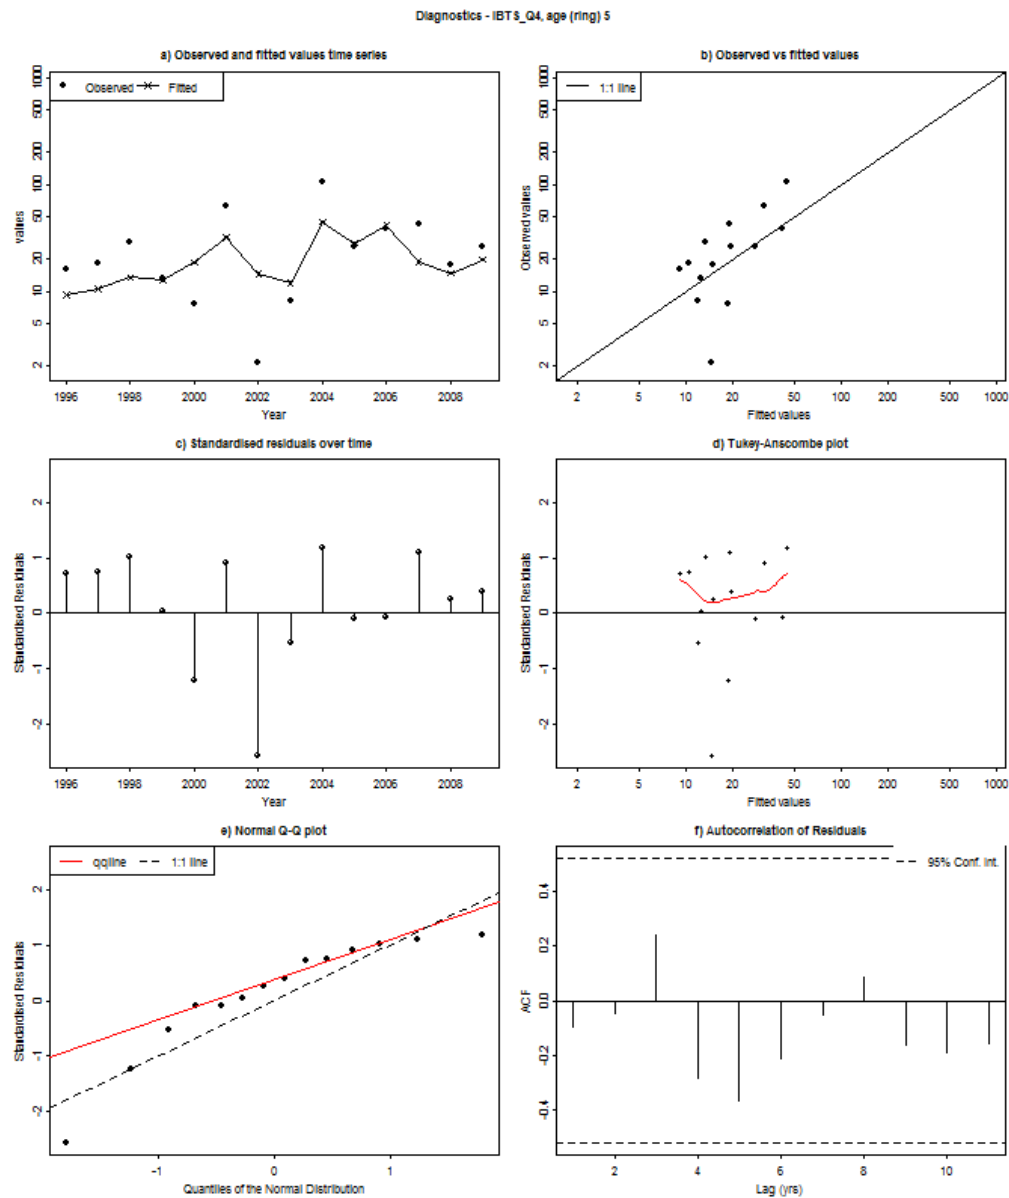 Diagnostics - IBTS_Q4, age (ring) 5
a) Observed and fitted values time series
Observed Fitted
values
1000
500
200
100
50
20
10
5
2
1996 1998 2000 2002 2004 2006 2008
Year
b) Observed vs fitted values
1:1 line
Observed values
1000
500
200
100
50
20
10
5
2
2 5 10 20 50 100 200 500 1000
Fitted values
c) Standardised residuals over time
Standardised Residuals
2
1
0
-1
-2
1996 1998 2000 2002 2004 2006 2008
Year
d) Tukey-Anscombe plot
Standardised Residuals
2
1
0
-1
-2
2 5 10 20 50 100 200 500 1000
Fitted values
e) Normal Q-Q plot
qqline 1:1 line
Standardised Residuals
2
1
0
-1
-2
-1 0 1
Quantiles of the Normal Distribution
f) Autocorrelation of Residuals
95% Conf. Int.
ACF
0.4
0.2
0.0
-0.2
-0.4
2 4 6 8 10
Lag (yrs)